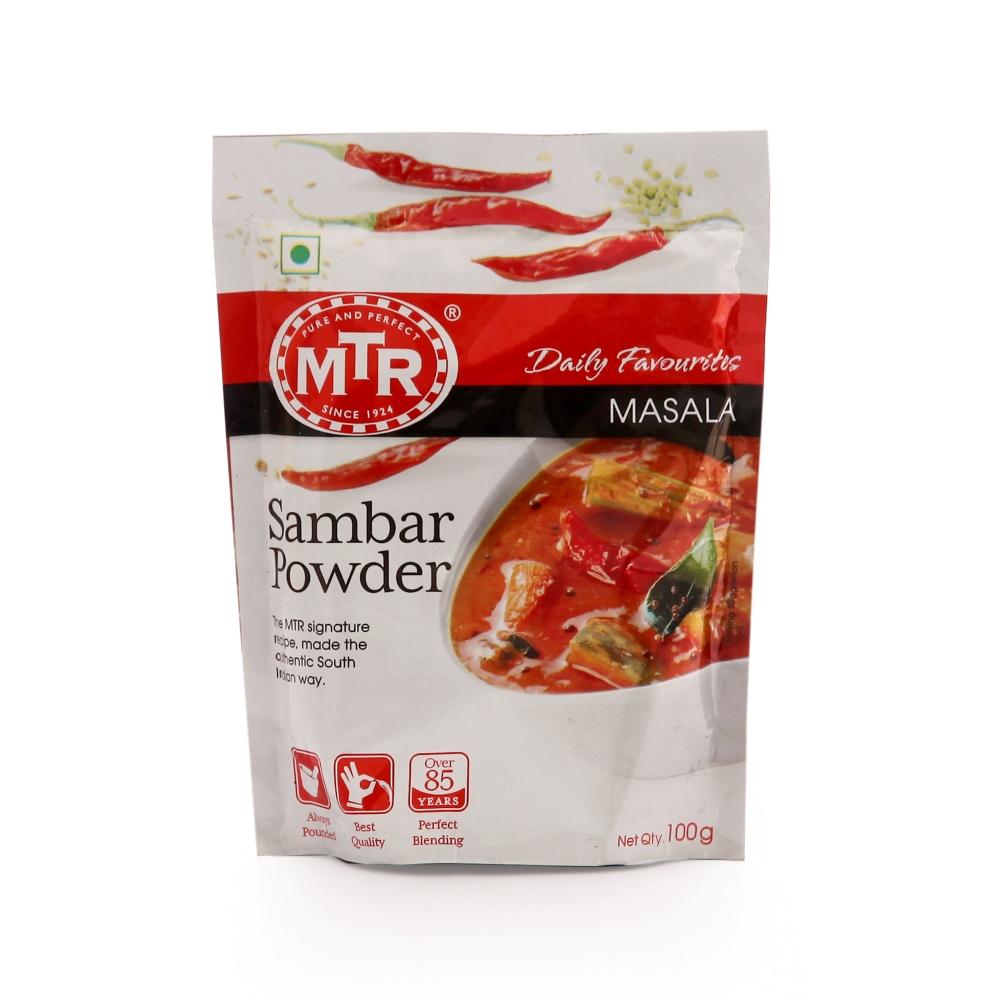 PURE AND PERFECT
MTR
®
SINCE 1924
Daily Favourites
MASALA
Sambar
Powder
The MTR signature
recipe, made the
authentic South
Indian way.
Always
Pounded
Best
Quality
Over
85
YEARS
Perfect
Blending
Net Qty. 100g